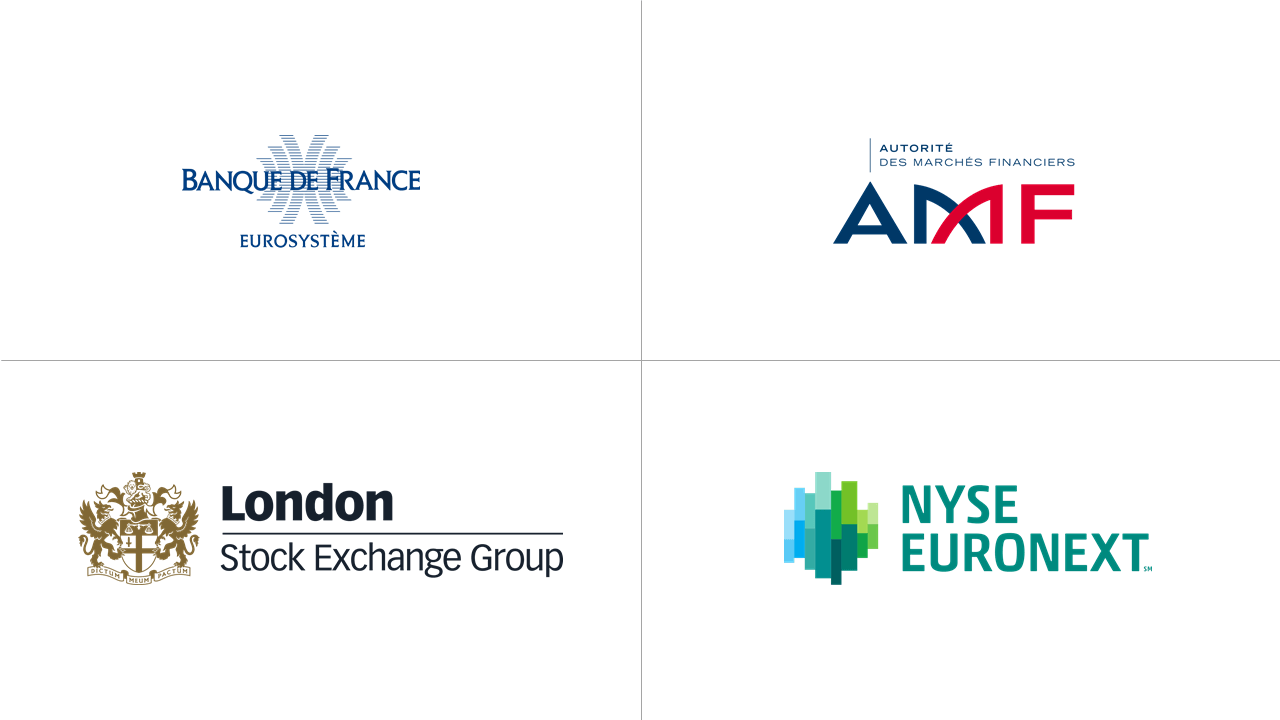 BANQUE DE FRANCE
EUROSYSTÈME
AUTORITÉ
DES MARCHÉS FINANCIERS
AMF
London
Stock Exchange Group
DICTUM MEUM PACTUM
NYSE
EURONEXT SM